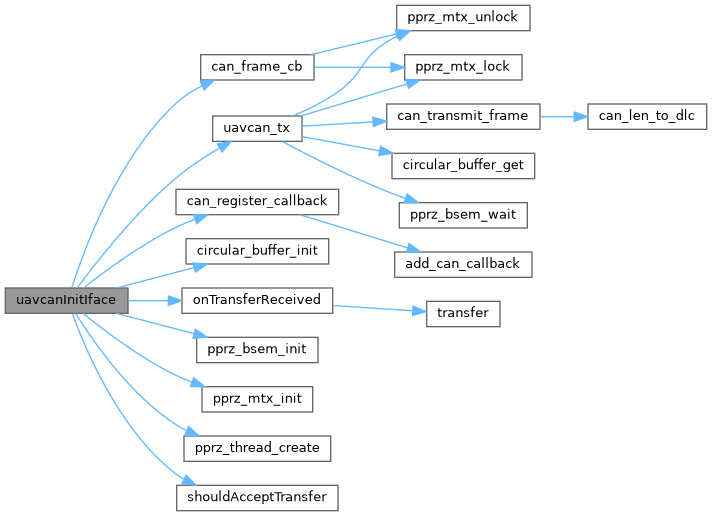 uavcanInitIface
can_frame_cb
uavcan_tx
can_register_callback
circular_buffer_init
onTransferReceived
pprz_bsem_init
pprz_mtx_init
pprz_thread_create
shouldAcceptTransfer
pprz_mtx_unlock
pprz_mtx_lock
can_transmit_frame
circular_buffer_get
pprz_bsem_wait
add_can_callback
transfer
can_len_to_dlc